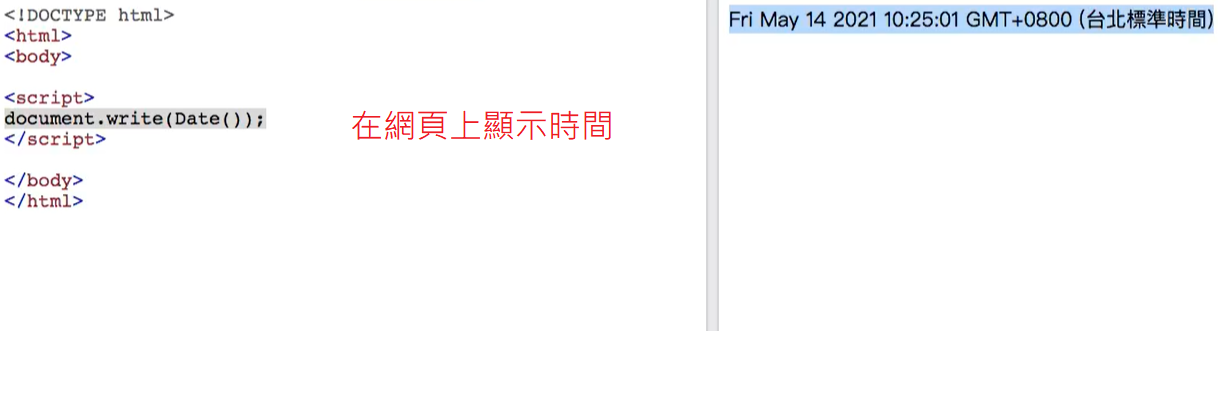 <!DOCTYPE html>
<html>
<body>
<script>
document.write(Date());
</script>
</body>
</html>
在網頁上顯示時間
Fri May 14 2021 10:25:01 GMT+0800 (台北標準時間)